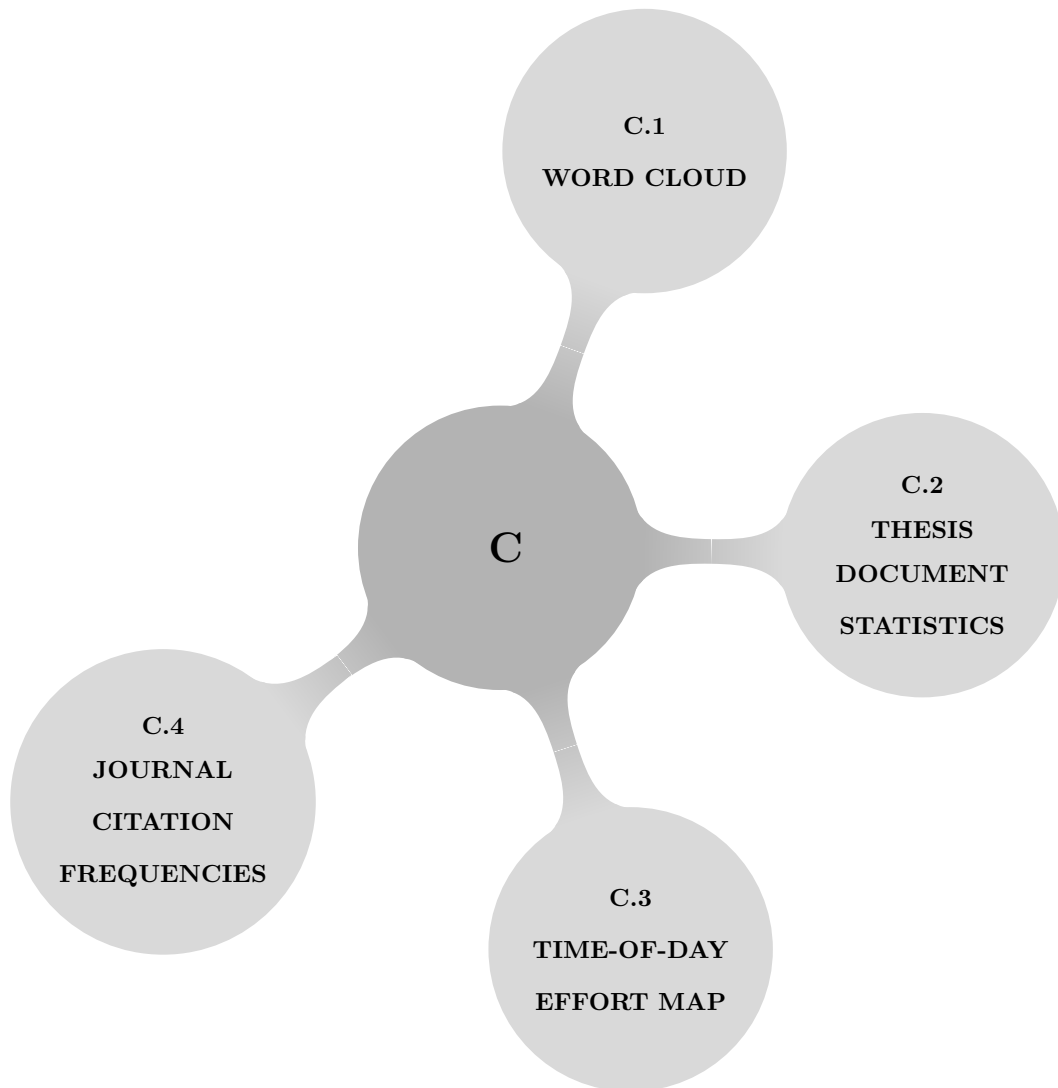 C.1
WORD CLOUD
C
C.2
THESIS
DOCUMENT
STATISTICS
C.4
JOURNAL
CITATION
FREQUENCIES
C.3
TIME-OF-DAY
EFFORT MAP